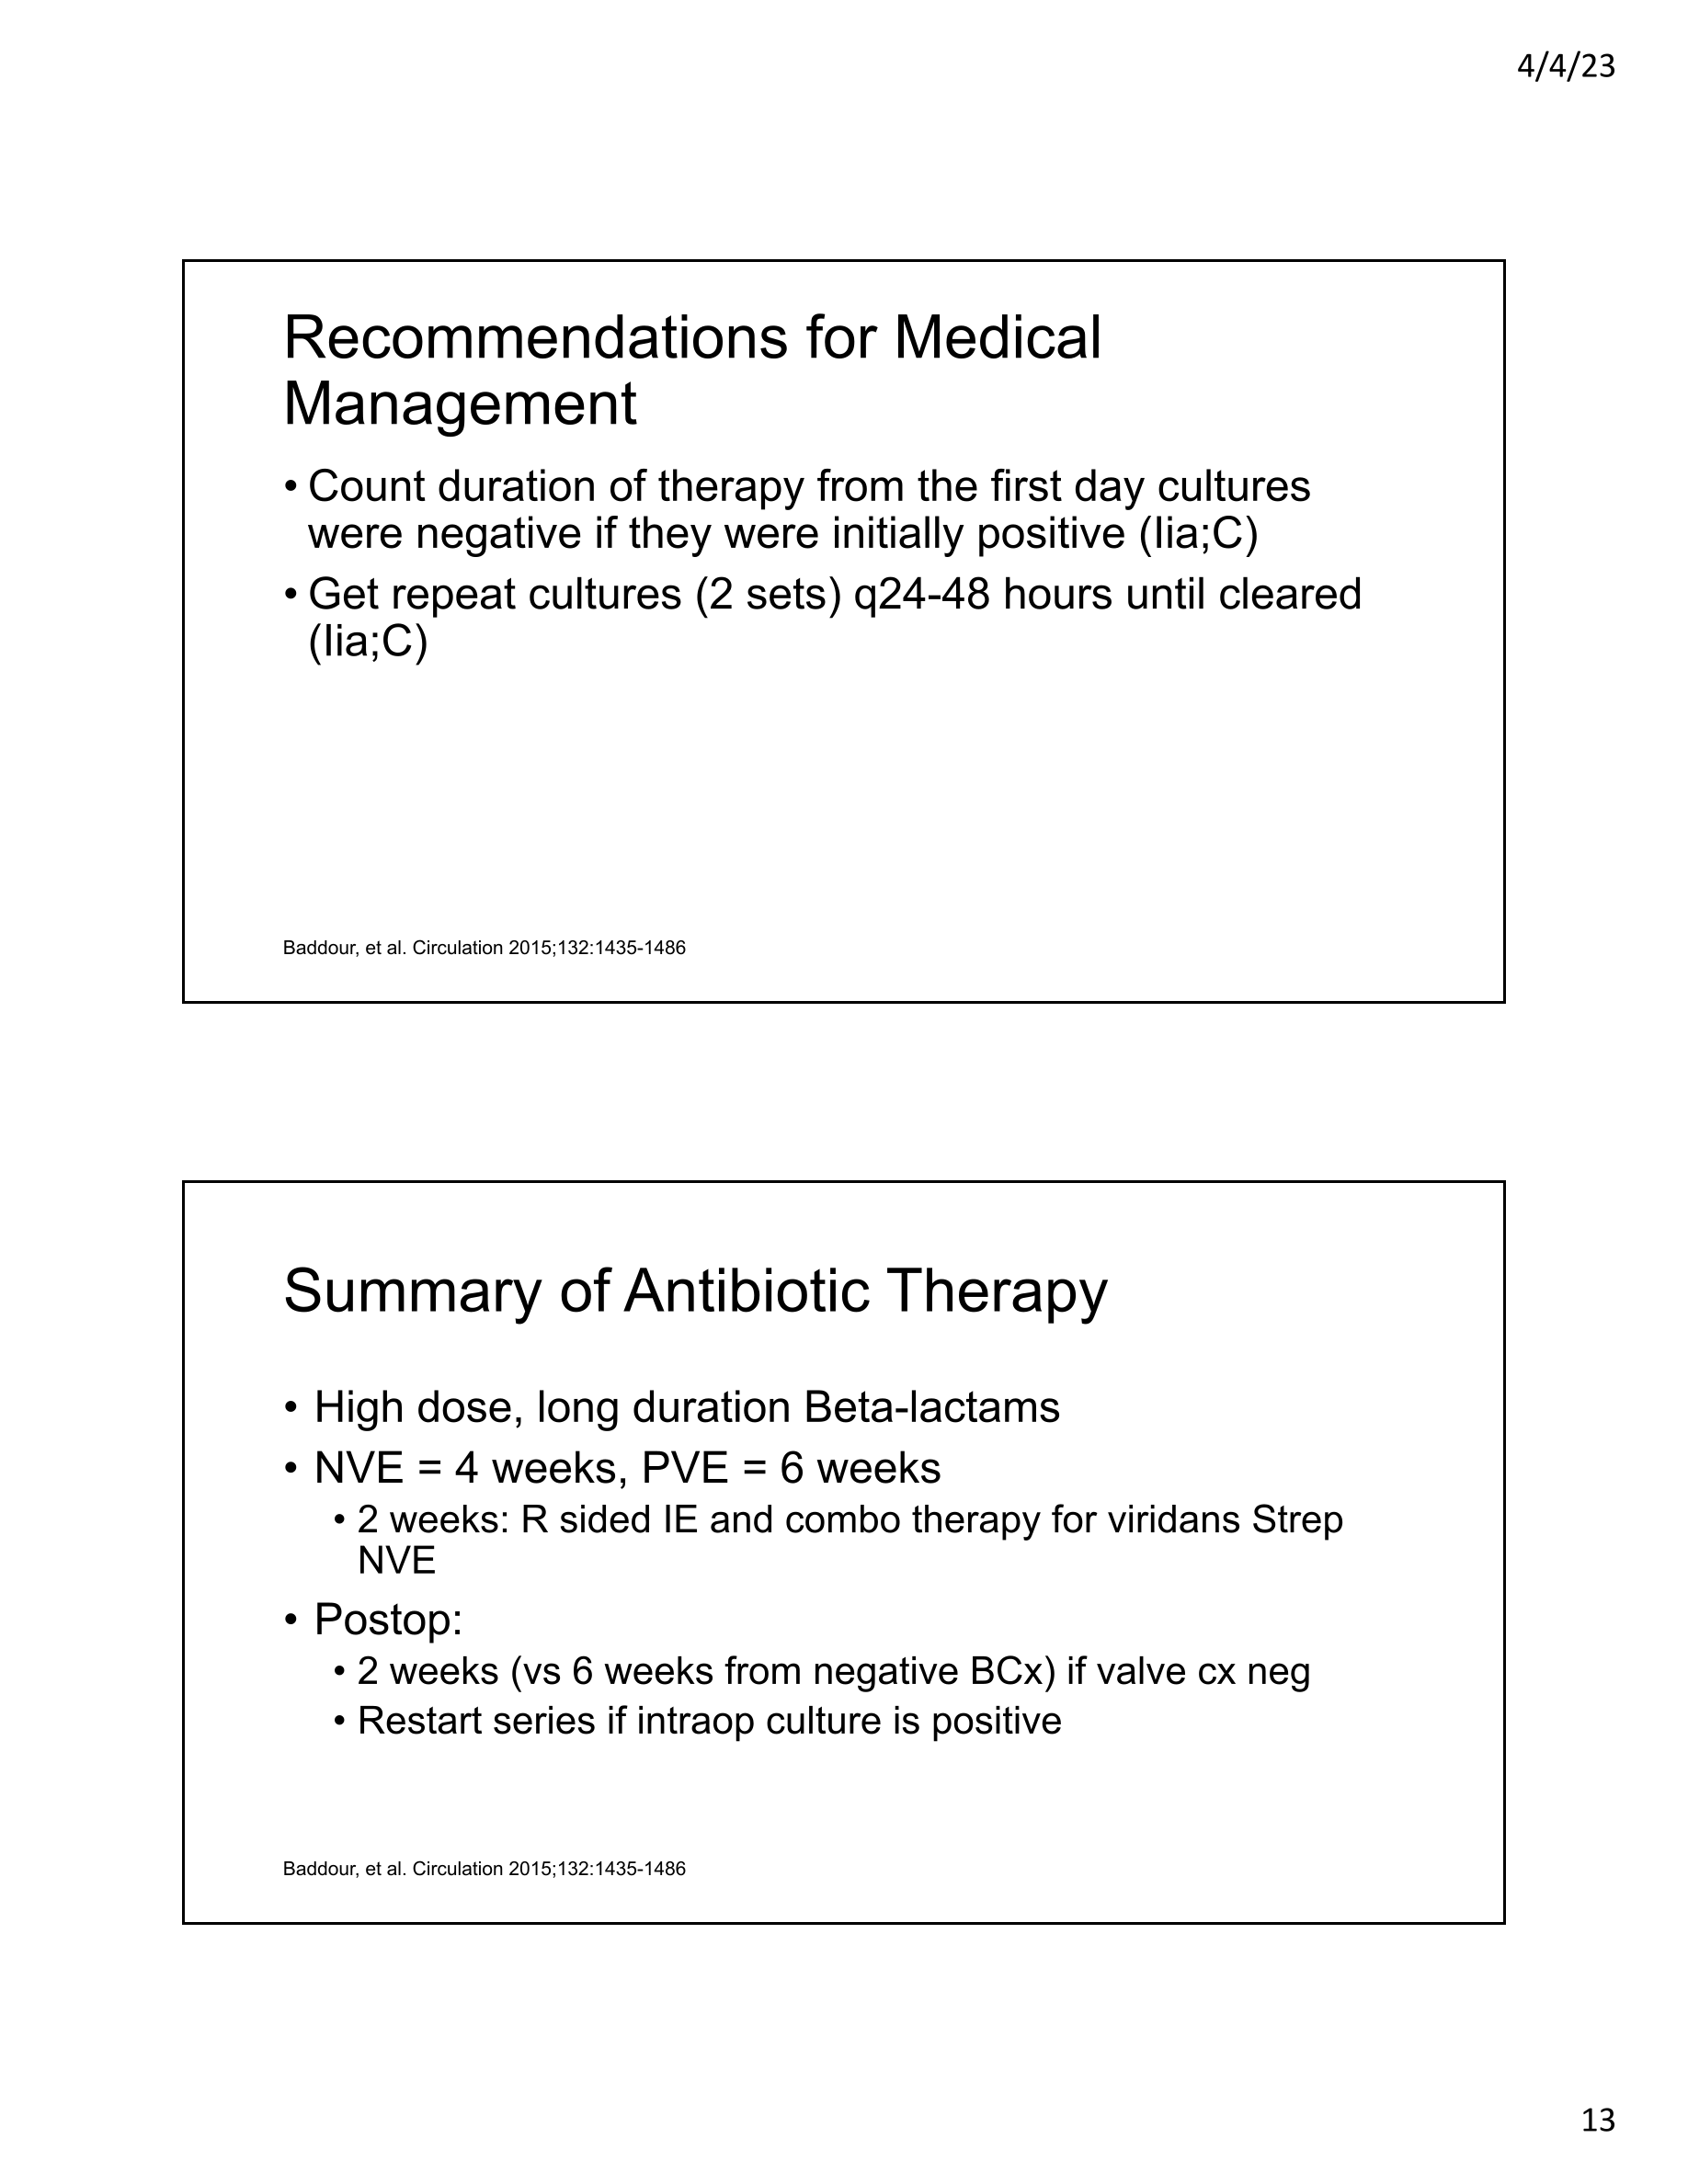 4/4/23
Recommendations for Medical
Management
• Count duration of therapy from the first day cultures
were negative if they were initially positive (Iia;C)
• Get repeat cultures (2 sets) q24-48 hours until cleared
(Iia;C)
Baddour, et al. Circulation 2015;132:1435-1486
Summary of Antibiotic Therapy
• High dose, long duration Beta-lactams
• NVE = 4 weeks, PVE = 6 weeks
• 2 weeks: R sided IE and combo therapy for viridans Strep
NVE
• Postop:
• 2 weeks (vs 6 weeks from negative BCx) if valve cx neg
• Restart series if intraop culture is positive
Baddour, et al. Circulation 2015;132:1435-1486
13